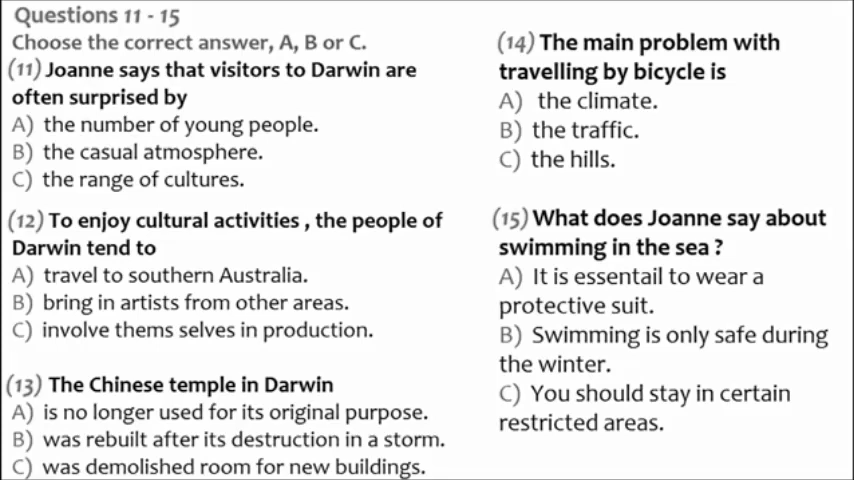 Questions 11 - 15
Choose the correct answer, A, B or C.
(11) Joanne says that visitors to Darwin are
often surprised by
A) the number of young people.
B) the casual atmosphere.
C) the range of cultures.
(12) To enjoy cultural activities , the people of
Darwin tend to
A) travel to southern Australia.
B) bring in artists from other areas.
C) involve thems selves in production.
(13) The Chinese temple in Darwin
A) is no longer used for its original purpose.
B) was rebuilt after its destruction in a storm.
C) was demolished room for new buildings.
(14) The main problem with
travelling by bicycle is
A) the climate.
B) the traffic.
C) the hills.
(15) What does Joanne say about
swimming in the sea ?
A) It is essentail to wear a
protective suit.
B) Swimming is only safe during
the winter.
C) You should stay in certain
restricted areas.